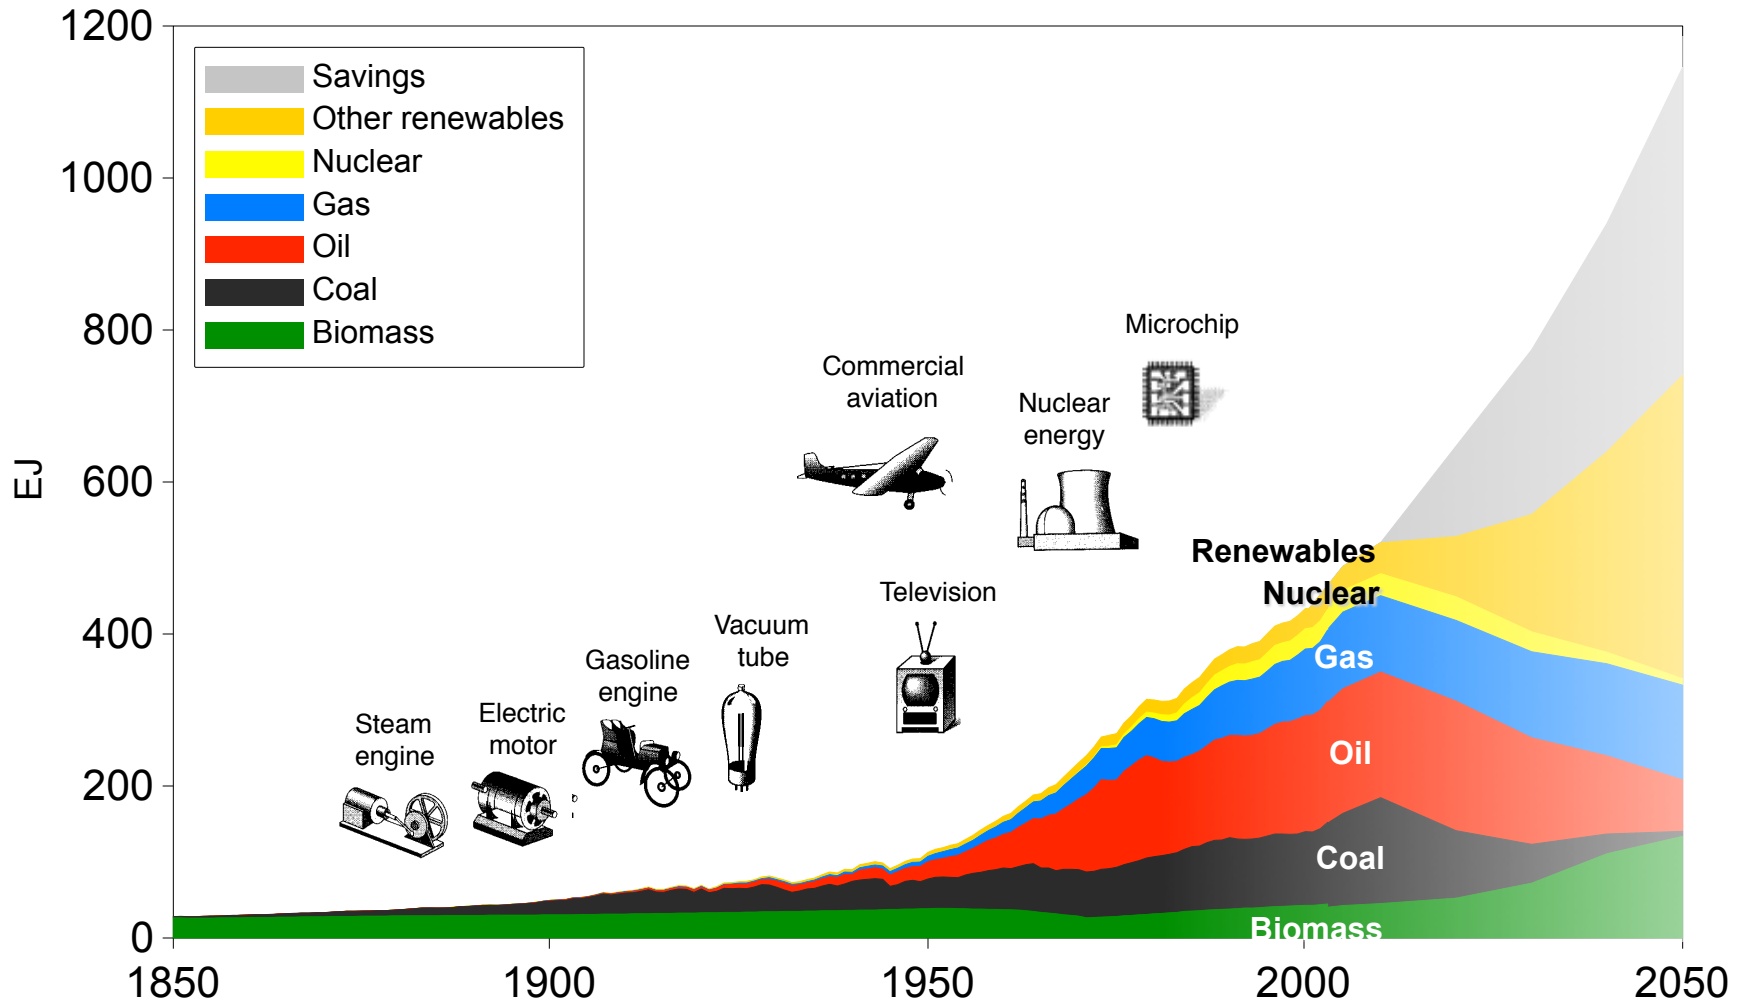 1200
1000
800
600
400
200
0
EJ
Savings
Other renewables
Nuclear
Gas
Oil
Coal
Biomass
Microchip
Commercial
aviation
Nuclear
energy
Television
Vacuum
tube
Gasoline
engine
Electric
motor
Steam
engine
Renewables
Nuclear
Gas
Oil
Coal
Biomass
1850
1900
1950
2000
2050